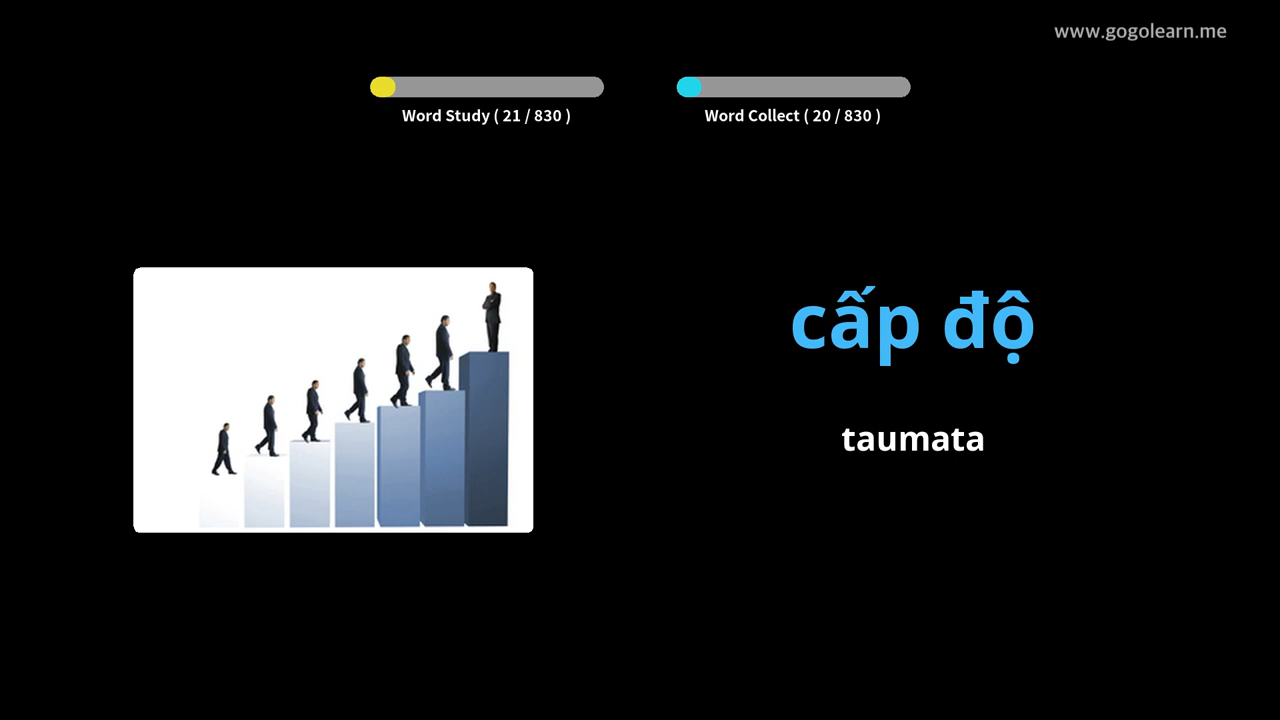 www.gogolearn.me
Word Study ( 21 / 830 )
Word Collect ( 20 / 830 )
cấp độ
taumata